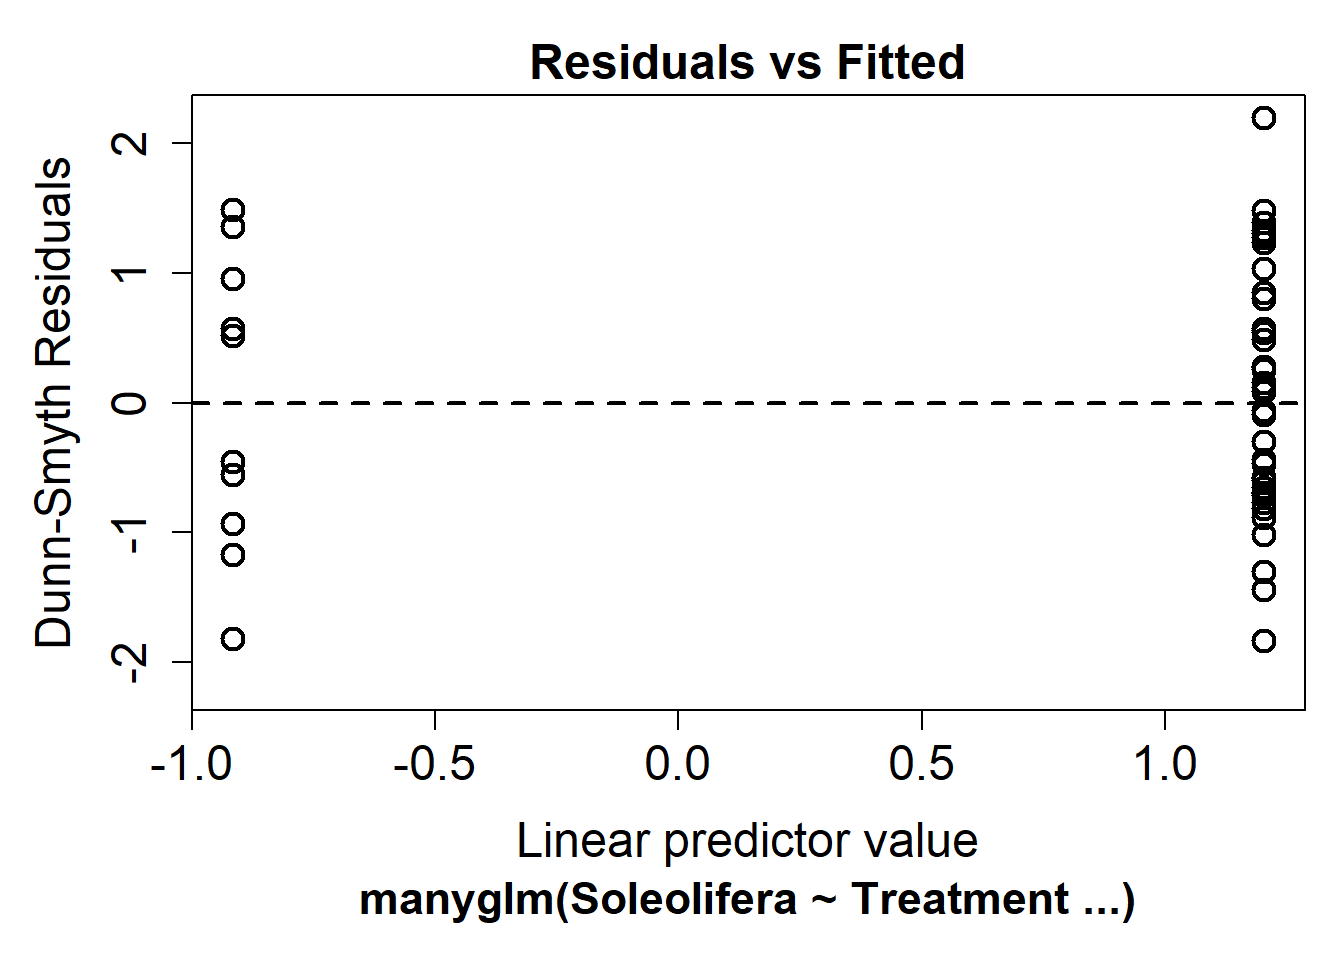 Residuals vs Fitted
2
1
0
-1
-2
Dunn-Smyth Residuals
-1.0 -0.5 0.0 0.5 1.0
Linear predictor value
manyglm(Soleolifera ~ Treatment ...)